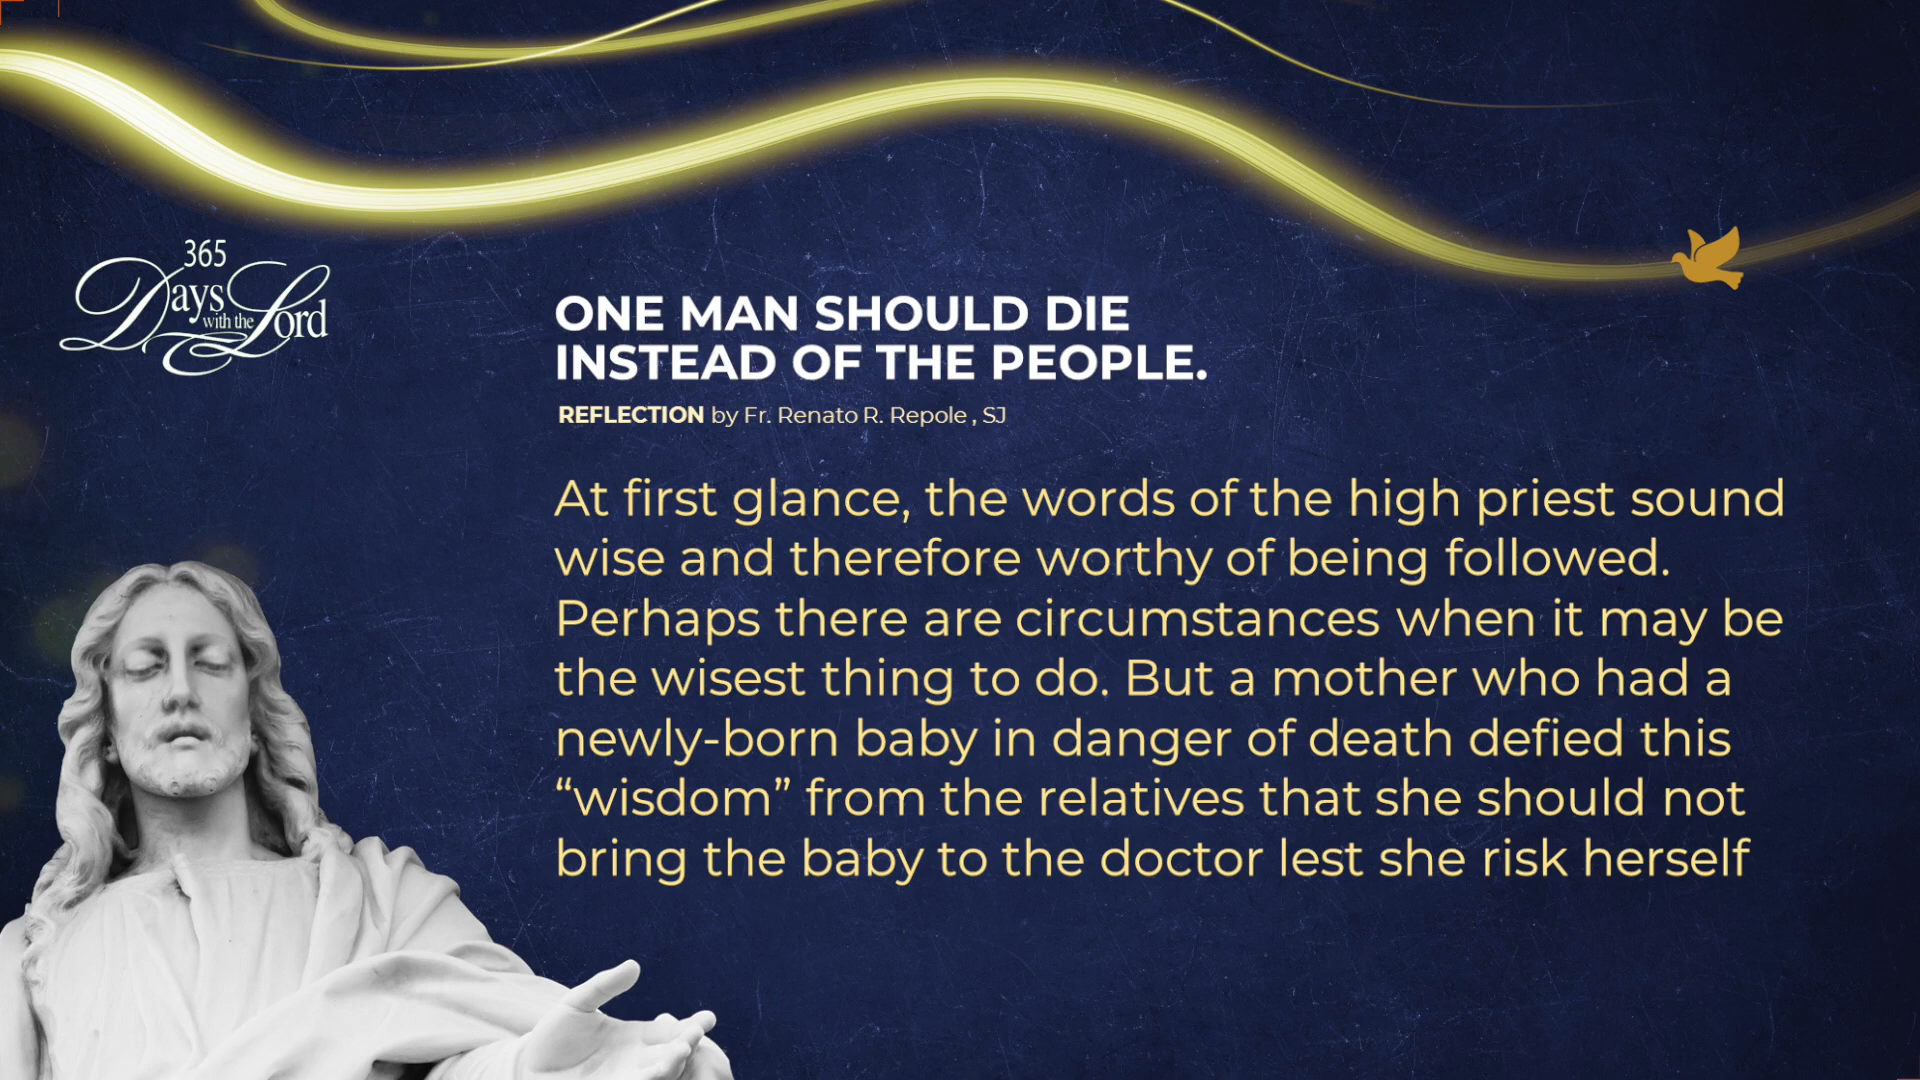 365
Days
with the
Lord
ONE MAN SHOULD DIE
INSTEAD OF THE PEOPLE.
REFLECTION by Fr. Renato R. Repole , SJ
At first glance, the words of the high priest sound
wise and therefore worthy of being followed.
Perhaps there are circumstances when it may be
the wisest thing to do. But a mother who had a
newly-born baby in danger of death defied this
“wisdom” from the relatives that she should not
bring the baby to the doctor lest she risk herself